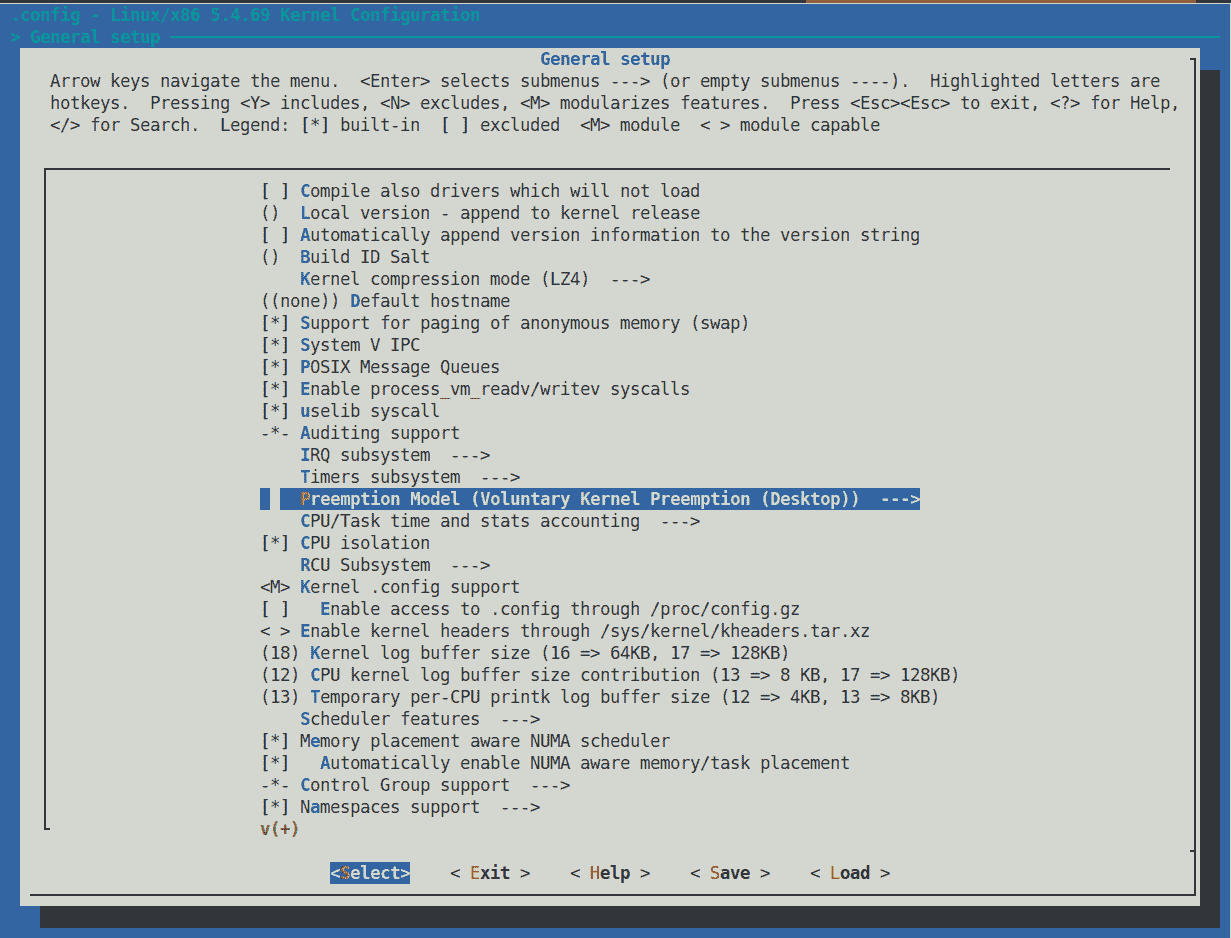 .config - Linux/x86 5.4.69 Kernel Configuration
> General setup
General setup
Arrow keys navigate the menu.  <Enter> selects submenus ---> (or empty submenus ----).  Highlighted letters are
hotkeys.  Pressing <Y> includes, <N> excludes, <M> modularizes features.  Press <Esc><Esc> to exit, <?> for Help,
</> for Search.  Legend: [*] built-in  [ ] excluded  <M> module  < > module capable
[ ] Compile also drivers which will not load
()  Local version - append to kernel release
[ ] Automatically append version information to the version string
()  Build ID Salt
    Kernel compression mode (LZ4)  --->
((none)) Default hostname
[*] Support for paging of anonymous memory (swap)
[*] System V IPC
[*] POSIX Message Queues
[*] Enable process_vm_readv/writev syscalls
[*] uselib syscall
-*- Auditing support
    IRQ subsystem  --->
    Timers subsystem  --->
    Preemption Model (Voluntary Kernel Preemption (Desktop))  --->
    CPU/Task time and stats accounting  --->
[*] CPU isolation
    RCU Subsystem  --->
<M> Kernel .config support
[ ]   Enable access to .config through /proc/config.gz
< > Enable kernel headers through /sys/kernel/kheaders.tar.xz
(18) Kernel log buffer size (16 => 64KB, 17 => 128KB)
(12) CPU kernel log buffer size contribution (13 => 8 KB, 17 => 128KB)
(13) Temporary per-CPU printk log buffer size (12 => 4KB, 13 => 8KB)
    Scheduler features  --->
[*] Memory placement aware NUMA scheduler
[*]   Automatically enable NUMA aware memory/task placement
-*- Control Group support  --->
[*] Namespaces support  --->
v(+)
<Select>    < Exit >    < Help >    < Save >    < Load >